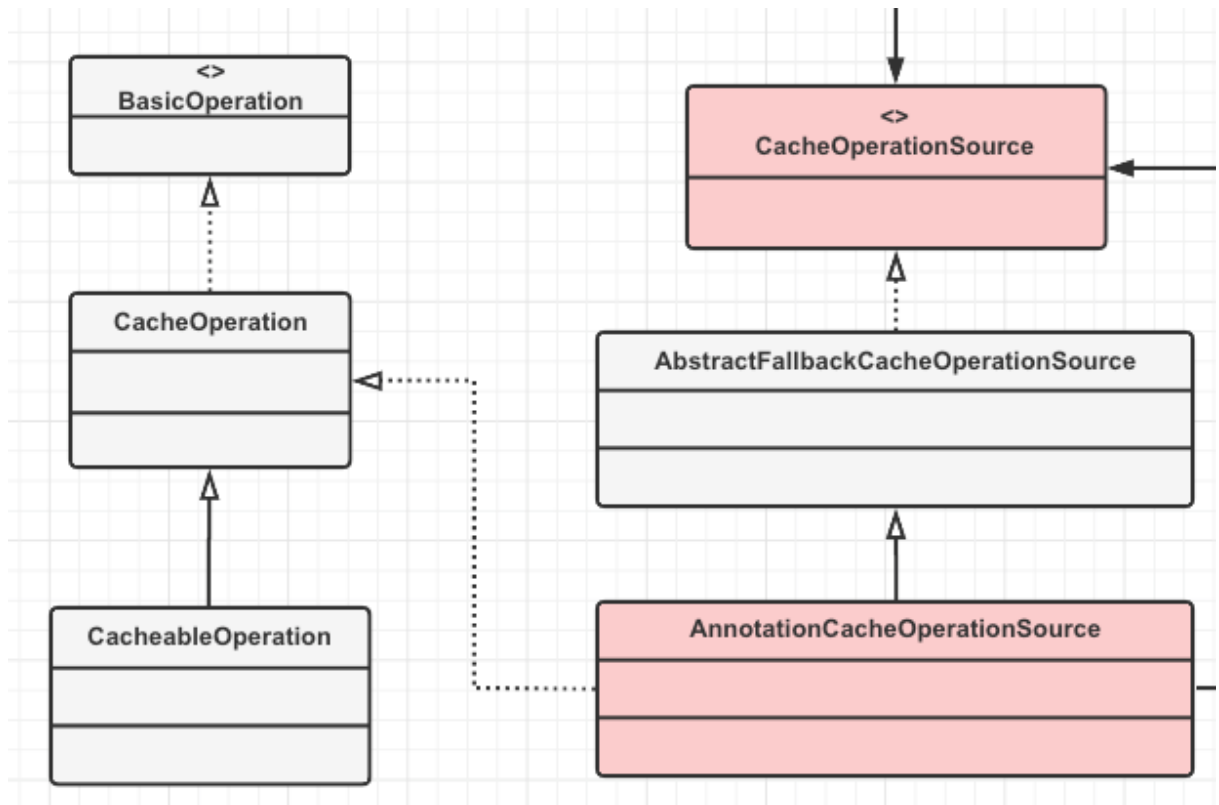 <>
BasicOperation
<>
CacheOperationSource
CacheOperation
AbstractFallbackCacheOperationSource
CacheableOperation
AnnotationCacheOperationSource